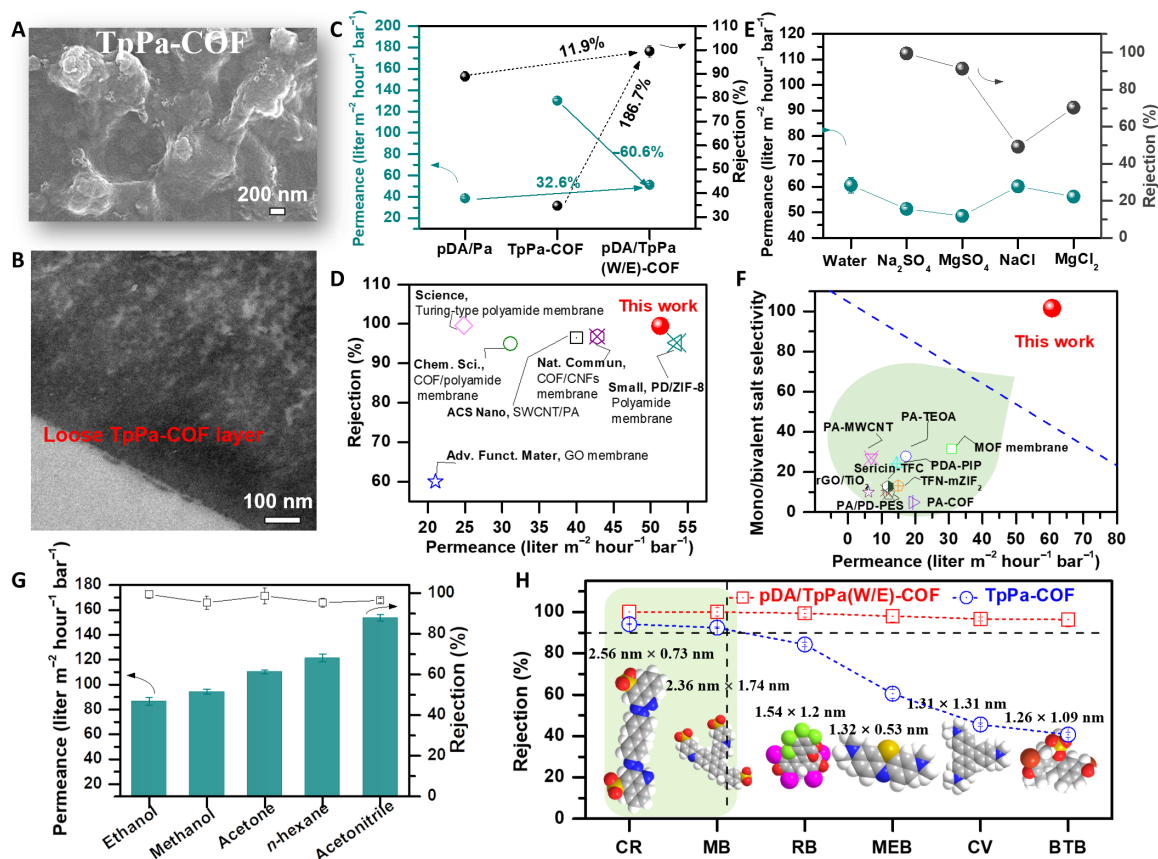 A
TpPa-COF
200 nm
B
Loose TpPa-COF layer
100 nm
C
Permeance (liter m⁻² hour⁻¹ bar⁻¹)
200
180
160
140
120
100
80
60
40
20
11.9%
186.7%
−60.6%
32.6%
110
100
90
80
70
60
50
40
30
Rejection (%)
pDA/Pa
TpPa-COF
pDA/TpPa
(W/E)-COF
D
Rejection (%)
110
100
90
80
70
60
Science,
Turing-type polyamide membrane
This work
Chem. Sci.,
COF/polyamide
membrane
Nat. Commun,
COF/CNFs
membrane
Small, PD/ZIF-8
Polyamide
membrane
ACS Nano, SWCNT/PA
Adv. Funct. Mater, GO membrane
20 25 30 35 40 45 50 55
Permeance (liter m⁻² hour⁻¹ bar⁻¹)
E
Permeance (liter m⁻² hour⁻¹ bar⁻¹)
120
110
100
90
80
70
60
50
40
100
80
60
40
20
0
Rejection (%)
Water Na₂SO₄ MgSO₄ NaCl MgCl₂
F
Mono/bivalent salt selectivity
100
80
60
40
20
0
This work
PA-TEOA
PA-MWCNT
MOF membrane
Sericin-TFC
PDA-PIP
rGO/TiO₂
TFN-mZIF₂
PA/PD-PES
PA-COF
0 10 20 30 40 50 60 70 80
Permeance (liter m⁻² hour⁻¹ bar⁻¹)
G
Permeance (liter m⁻² hour⁻¹ bar⁻¹)
180
160
140
120
100
80
60
40
20
100
80
60
40
20
0
Rejection (%)
Ethanol
Methanol
Acetone
n-hexane
Acetonitrile
H
pDA/TpPa(W/E)-COF
TpPa-COF
Rejection (%)
100
80
60
40
20
0
2.56 nm × 0.73 nm
2.36 nm × 1.74 nm
1.54 × 1.2 nm
1.32 × 0.53 nm
1.31 × 1.31 nm
1.26 × 1.09 nm
CR MB RB MEB CV BTB